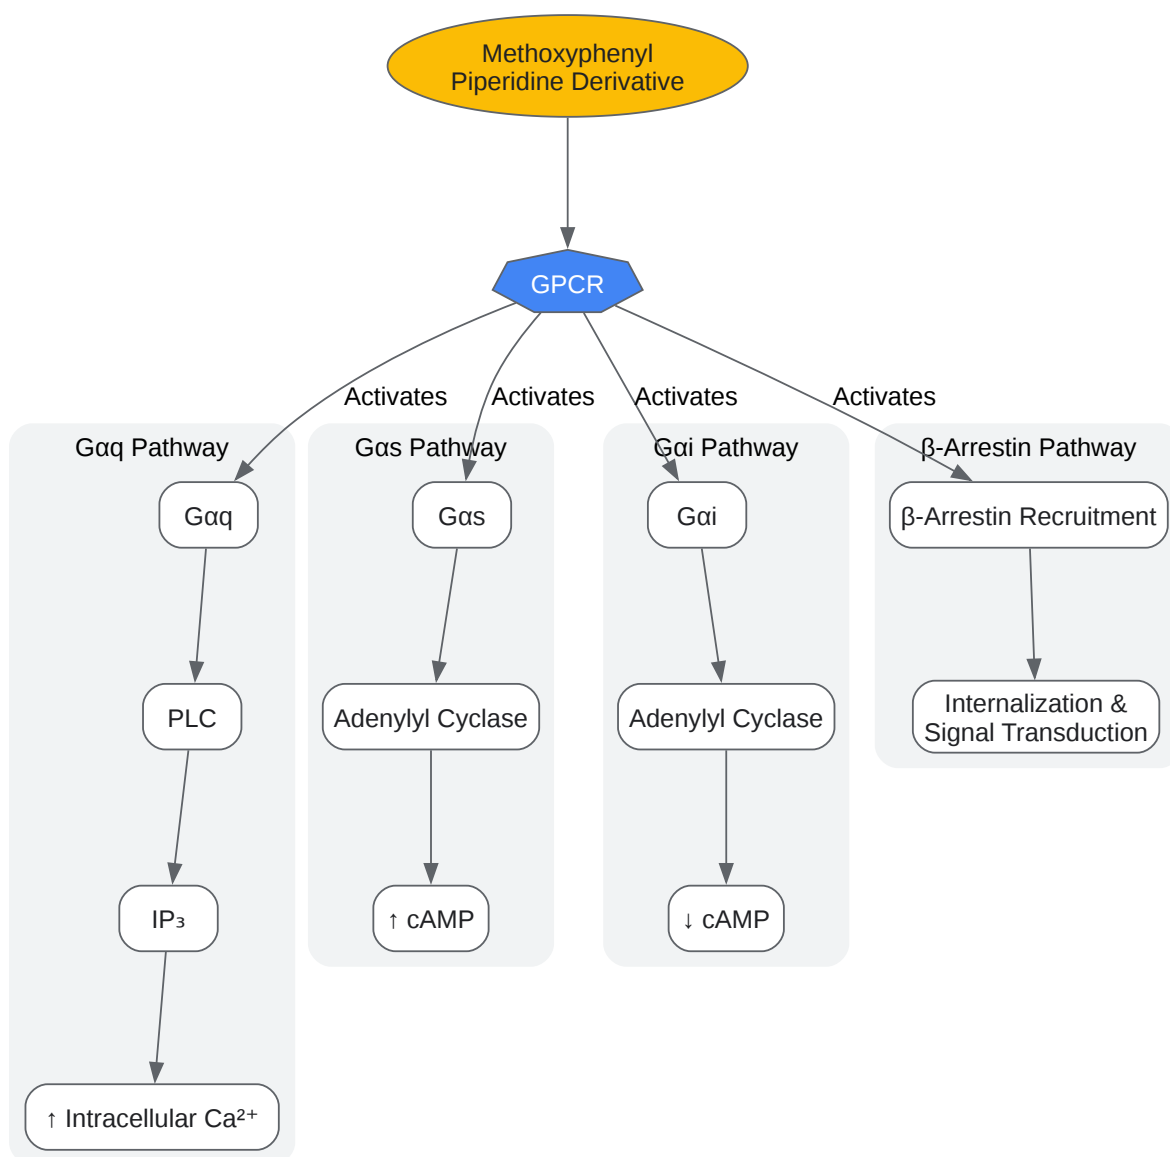 Methoxyphenyl
Piperidine Derivative
GPCR
Activates
Activates
Activates
Activates
Gαq Pathway
Gαs Pathway
Gαi Pathway
β-Arrestin Pathway
Gαq
Gαs
Gαi
β-Arrestin Recruitment
PLC
Adenylyl Cyclase
Adenylyl Cyclase
Internalization &
Signal Transduction
IP₃
↑ cAMP
↓ cAMP
↑ Intracellular Ca²⁺